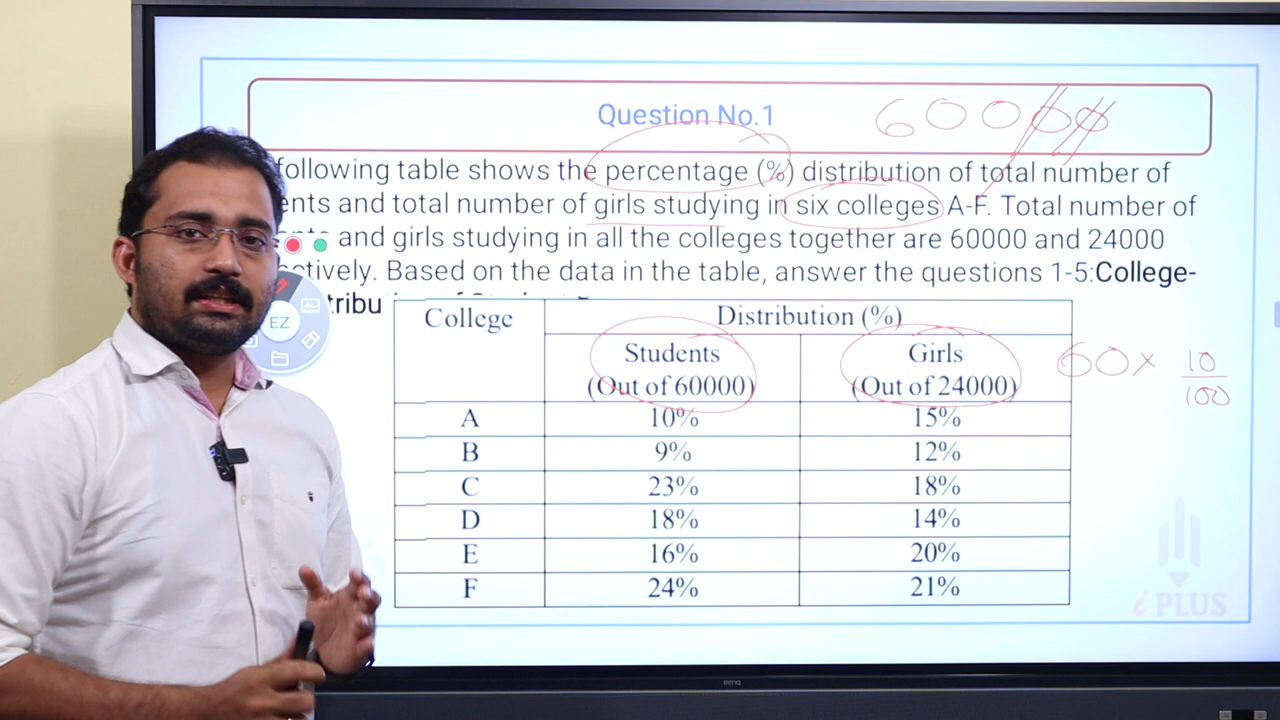 Question No.1
60000
following table shows the percentage (%) distribution of total number of
ents and total number of girls studying in six colleges A-F. Total number of
and girls studying in all the colleges together are 60000 and 24000
ctively. Based on the data in the table, answer the questions 1-5:College-
tribu
College Distribution (%)
Students Girls
(Out of 60000) (Out of 24000)
60 × 10/100
A 10% 15%
B 9% 12%
C 23% 18%
D 18% 14%
E 16% 20%
F 24% 21%
EZ
i PLUS
BENQ